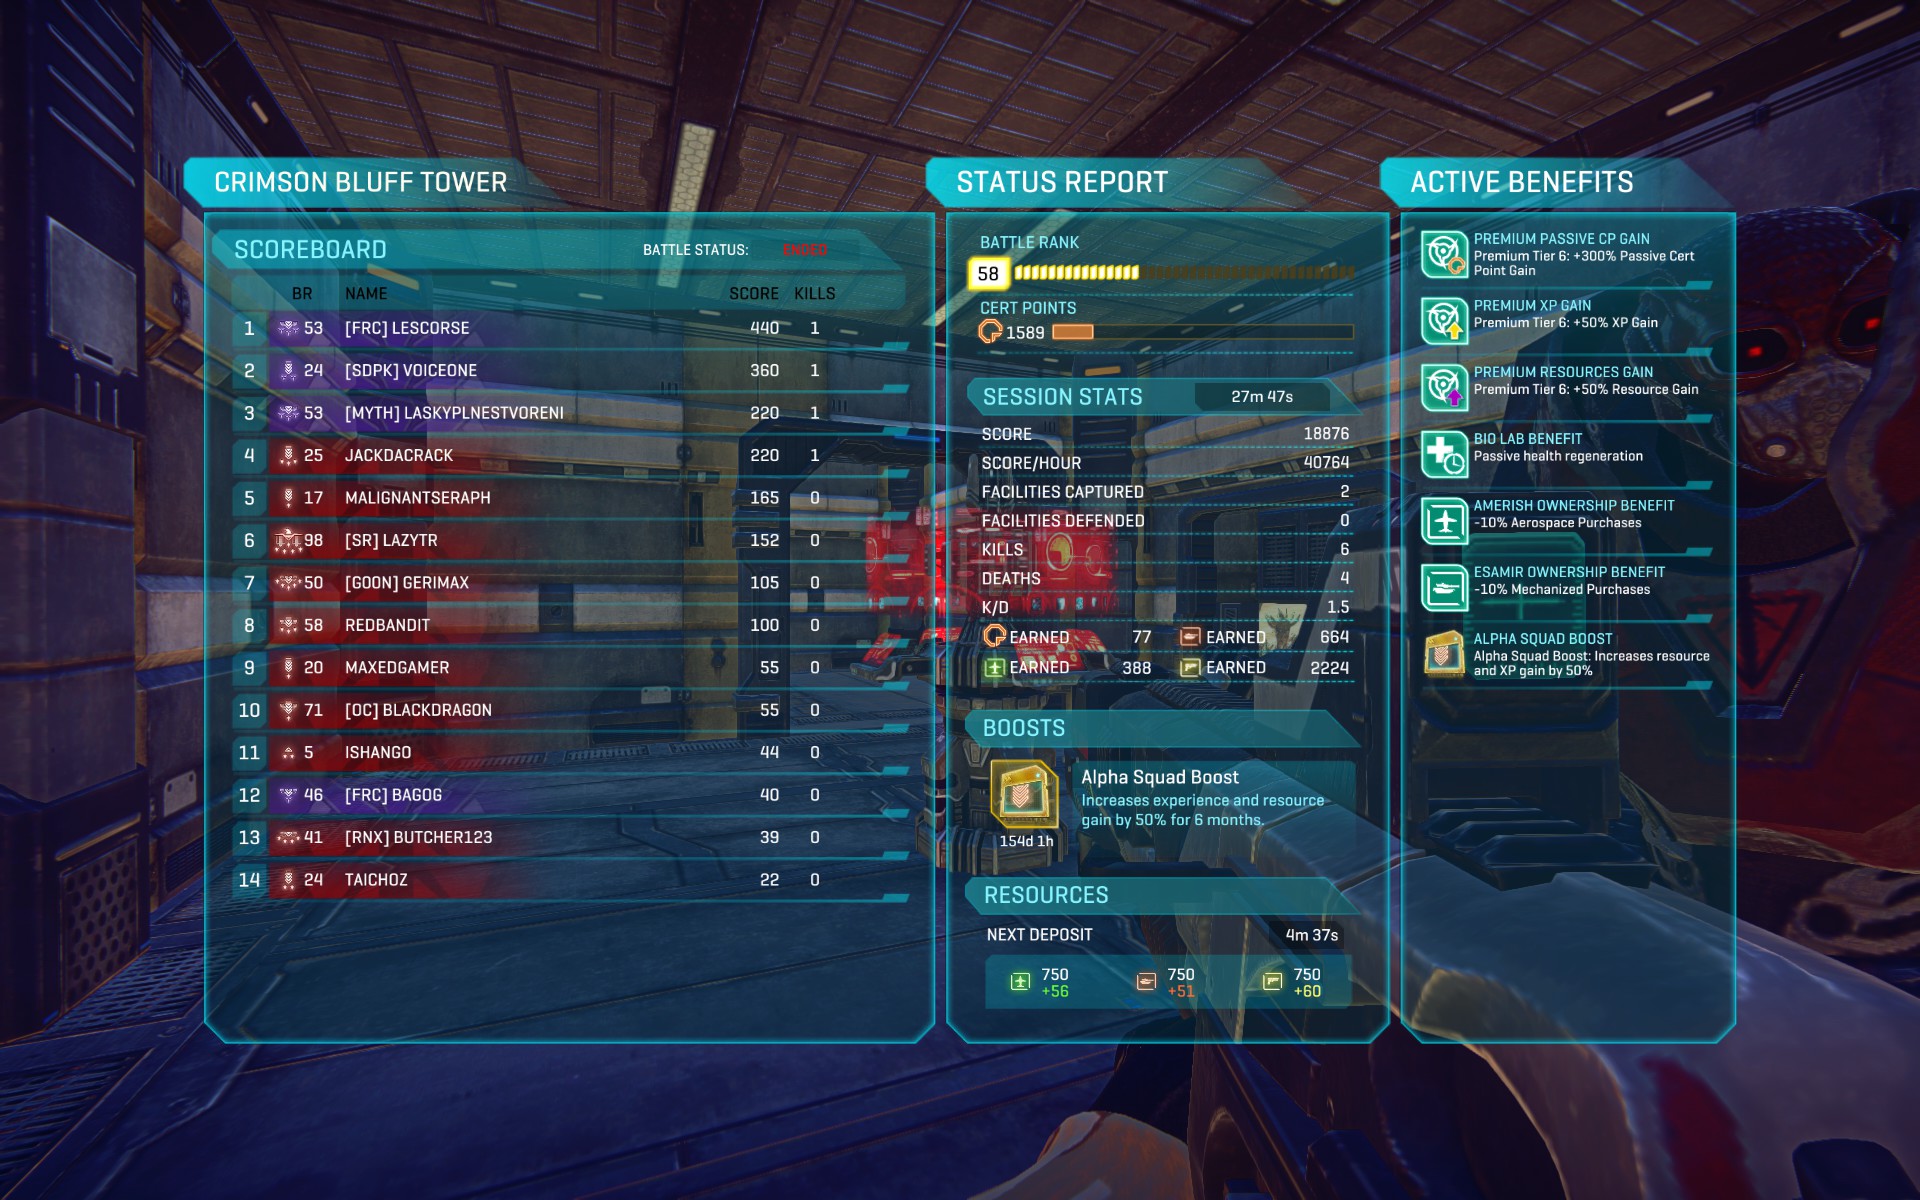 CRIMSON BLUFF TOWER
SCOREBOARD
BATTLE STATUS: ENDED
BR NAME SCORE KILLS
1 53 [FRC] LESCORSE 440 1
2 24 [SDPK] VOICEONE 360 1
3 53 [MYTH] LASKYPLNESTVORENI 220 1
4 25 JACKDACRACK 220 1
5 17 MALIGNANTSERAPH 165 0
6 98 [SR] LAZYTR 152 0
7 50 [GOON] GERIMAX 105 0
8 58 REDBANDIT 100 0
9 20 MAXEDGAMER 55 0
10 71 [OC] BLACKDRAGON 55 0
11 5 ISHANGO 44 0
12 46 [FRC] BAGOG 40 0
13 41 [RNX] BUTCHER123 39 0
14 24 TAICHOZ 22 0
STATUS REPORT
BATTLE RANK
58
CERT POINTS
1589
SESSION STATS 27m 47s
SCORE 18876
SCORE/HOUR 40764
FACILITIES CAPTURED 2
FACILITIES DEFENDED 0
KILLS 6
DEATHS 4
K/D 1.5
EARNED 77 EARNED 664
EARNED 388 EARNED 2224
BOOSTS
Alpha Squad Boost
Increases experience and resource
gain by 50% for 6 months.
154d 1h
RESOURCES
NEXT DEPOSIT 4m 37s
750 750 750
+56 +51 +60
ACTIVE BENEFITS
PREMIUM PASSIVE CP GAIN
Premium Tier 6: +300% Passive Cert
Point Gain
PREMIUM XP GAIN
Premium Tier 6: +50% XP Gain
PREMIUM RESOURCES GAIN
Premium Tier 6: +50% Resource Gain
BIO LAB BENEFIT
Passive health regeneration
AMERISH OWNERSHIP BENEFIT
-10% Aerospace Purchases
ESAMIR OWNERSHIP BENEFIT
-10% Mechanized Purchases
ALPHA SQUAD BOOST
Alpha Squad Boost: Increases resource
and XP gain by 50%